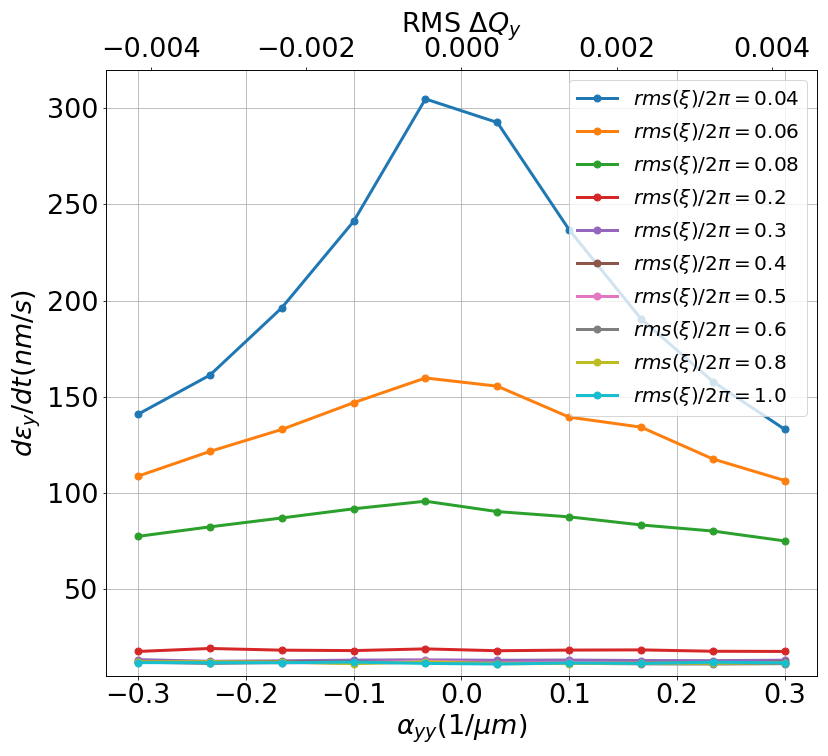 RMS ΔQ_y
−0.004 −0.002 0.000 0.002 0.004
rms(ξ)/2π = 0.04
rms(ξ)/2π = 0.06
rms(ξ)/2π = 0.08
rms(ξ)/2π = 0.2
rms(ξ)/2π = 0.3
rms(ξ)/2π = 0.4
rms(ξ)/2π = 0.5
rms(ξ)/2π = 0.6
rms(ξ)/2π = 0.8
rms(ξ)/2π = 1.0
300
250
200
150
100
50
dε_y/dt(nm/s)
−0.3 −0.2 −0.1 0.0 0.1 0.2 0.3
α_yy(1/μm)